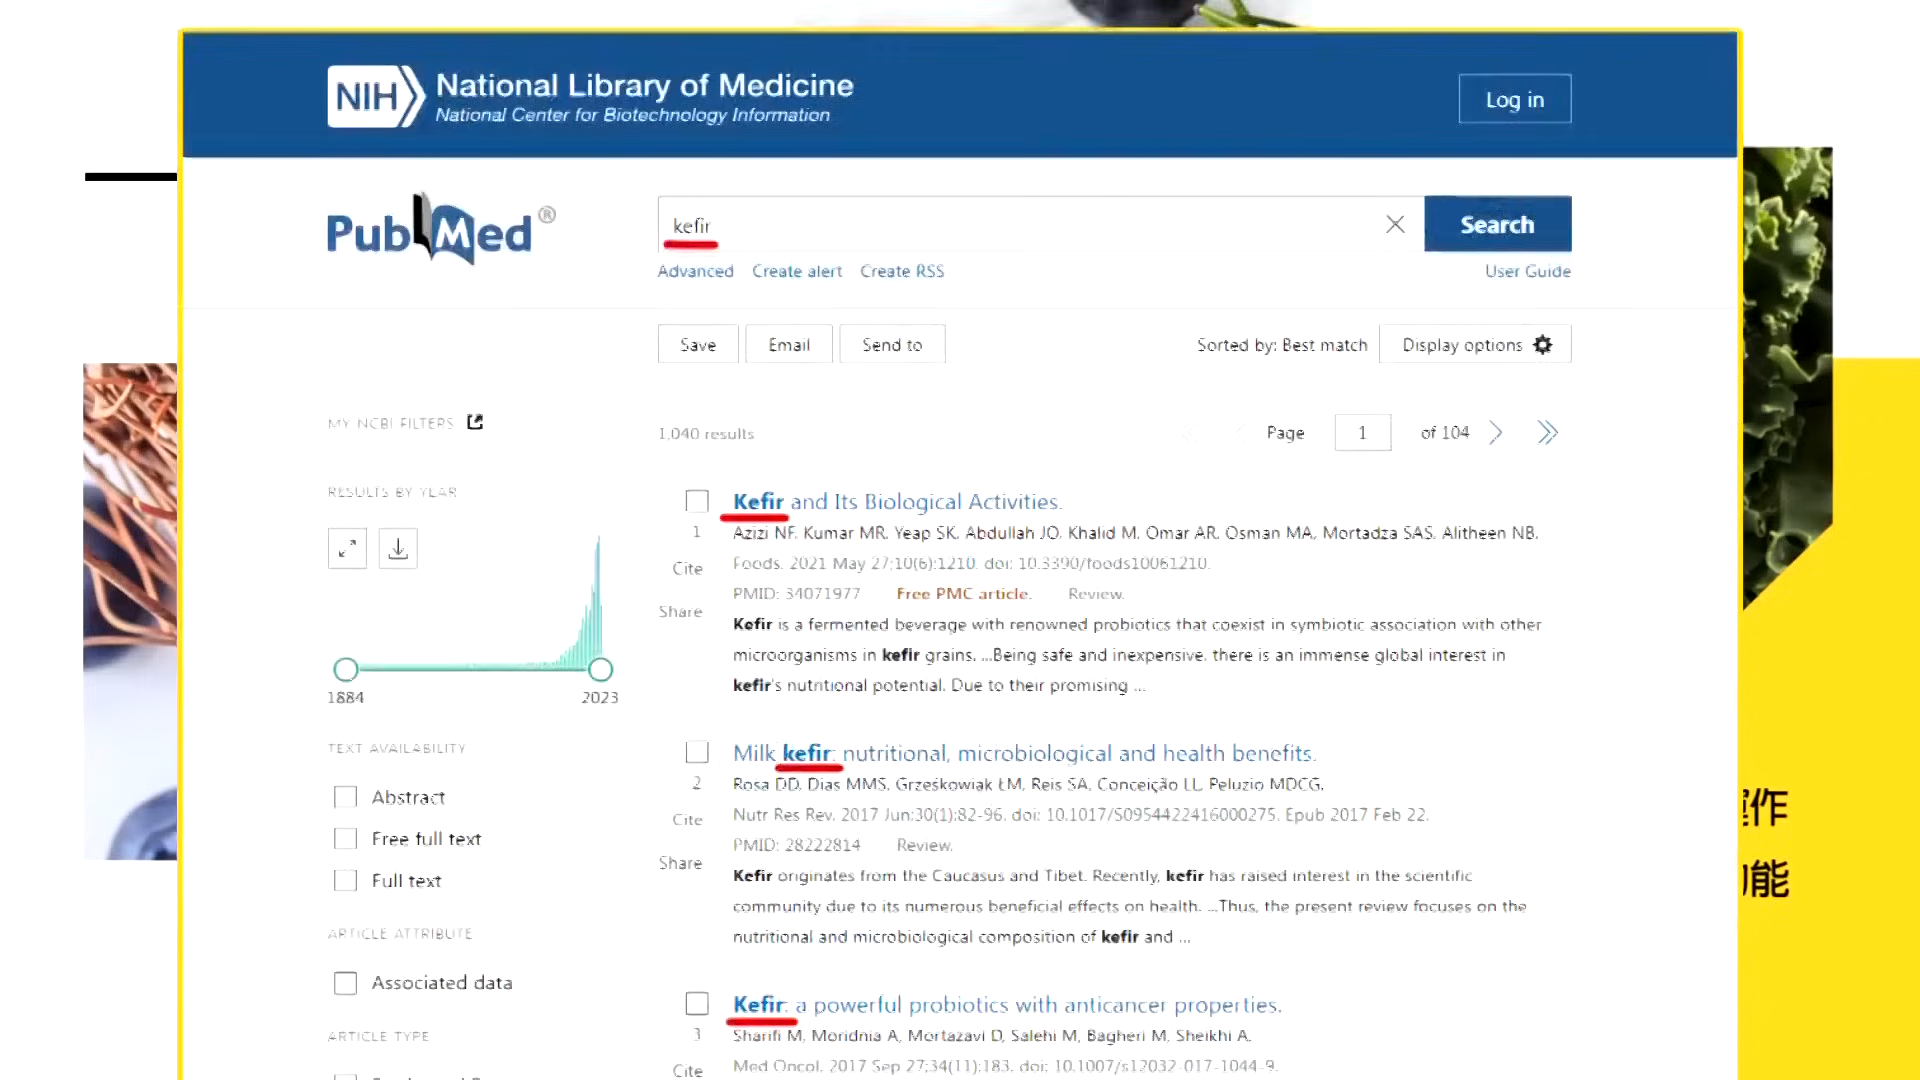 NIH National Library of Medicine
National Center for Biotechnology Information
Log in
PubMed®
kefir
Search
Advanced Create alert Create RSS
User Guide
Save Email Send to
Sorted by: Best match Display options
MY NCBI FILTERS
1,040 results
Page 1 of 104
RESULTS BY YEAR
1884 2023
TEXT AVAILABILITY
Abstract
Free full text
Full text
ARTICLE ATTRIBUTE
Associated data
ARTICLE TYPE
Kefir and Its Biological Activities.
1
Azizi NF, Kumar MR, Yeap SK, Abdullah JO, Khalid M, Omar AR, Osman MA, Mortadza SAS, Alitheen NB.
Cite
Foods. 2021 May 27;10(6):1210. doi: 10.3390/foods10061210.
PMID: 34071977 Free PMC article. Review.
Share
Kefir is a fermented beverage with renowned probiotics that coexist in symbiotic association with other
microorganisms in kefir grains. ...Being safe and inexpensive, there is an immense global interest in
kefir's nutritional potential. Due to their promising ...
Milk kefir: nutritional, microbiological and health benefits.
2
Rosa DD, Dias MMS, Grześkowiak ŁM, Reis SA, Conceição LL, Peluzio MDCG.
Cite
Nutr Res Rev. 2017 Jun;30(1):82-96. doi: 10.1017/S0954422416000275. Epub 2017 Feb 22.
PMID: 28222814 Review.
Share
Kefir originates from the Caucasus and Tibet. Recently, kefir has raised interest in the scientific
community due to its numerous beneficial effects on health. ...Thus, the present review focuses on the
nutritional and microbiological composition of kefir and ...
Kefir: a powerful probiotics with anticancer properties.
3
Sharifi M, Moridnia A, Mortazavi D, Salehi M, Bagheri M, Sheikhi A.
Cite
Med Oncol. 2017 Sep 27;34(11):183. doi: 10.1007/s12032-017-1044-9.
作
能